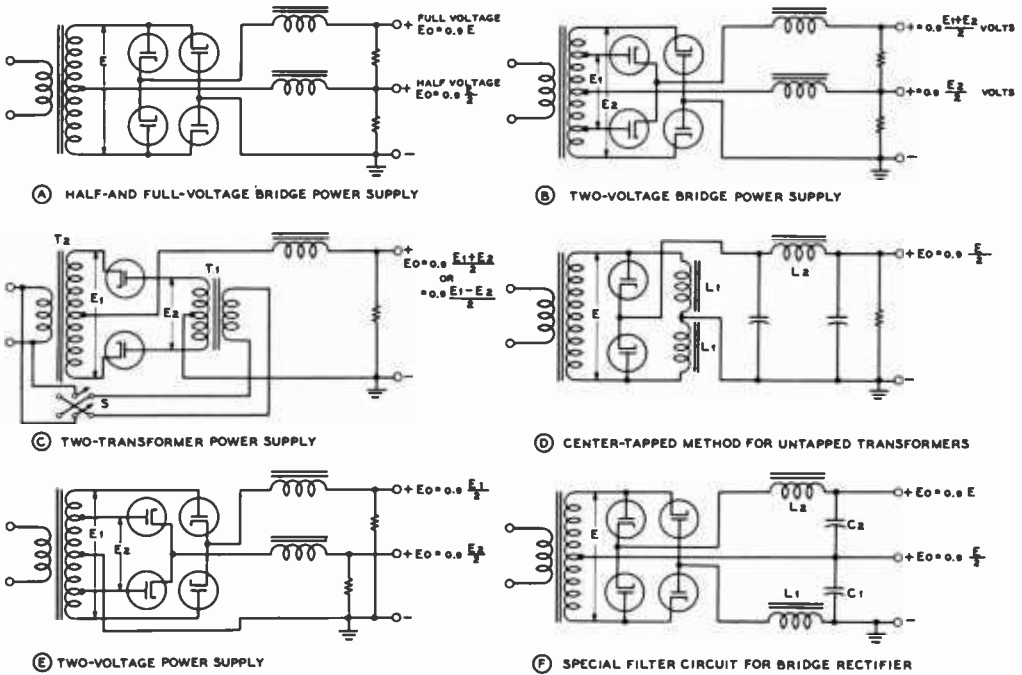 + FULL VOLTAGE
E
EO = 0.9 E
+ HALF VOLTAGE
EO = 0.9 E/2
−
Ⓐ HALF-AND FULL-VOLTAGE BRIDGE POWER SUPPLY
+ = 0.9 E1+E2/2 VOLTS
E1
E2
+ = 0.9 E2/2 VOLTS
−
Ⓑ TWO-VOLTAGE BRIDGE POWER SUPPLY
T2
T1
+
EO = 0.9 E1+E2/2
OR
= 0.9 E1−E2/2
E1
E2
S
−
Ⓒ TWO-TRANSFORMER POWER SUPPLY
+ EO = 0.9 E/2
L2
L1
E
L1
−
Ⓓ CENTER-TAPPED METHOD FOR UNTAPPED TRANSFORMERS
+ EO = 0.9 E1/2
E1
E2
+ EO = 0.9 E2/2
−
Ⓔ TWO-VOLTAGE POWER SUPPLY
+ EO = 0.9 E
L2
C2
E
+ EO = 0.9 E/2
L1
C1
−
Ⓕ SPECIAL FILTER CIRCUIT FOR BRIDGE RECTIFIER